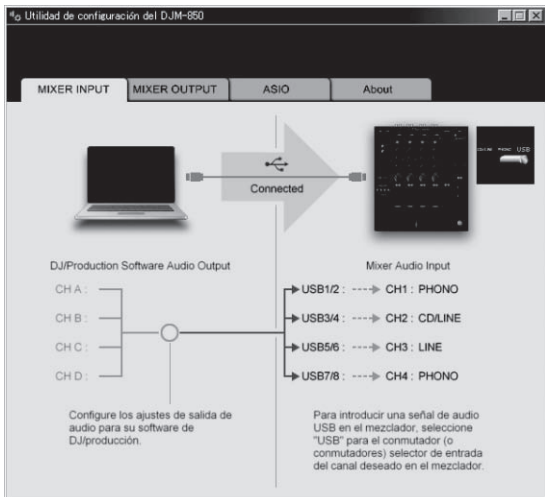 Utilidad de configuración del DJM-850
MIXER INPUT
MIXER OUTPUT
ASIO
About
Connected
CD/LINE PHONO USB
DJ/Production Software Audio Output
Mixer Audio Input
CH A :
CH B :
CH C :
CH D :
USB1/2 : CH1 : PHONO
USB3/4 : CH2 : CD/LINE
USB5/6 : CH3 : LINE
USB7/8 : CH4 : PHONO
Configure los ajustes de salida de
audio para su software de
DJ/producción.
Para introducir una señal de audio
USB en el mezclador, seleccione
"USB" para el conmutador (o
conmutadores) selector de entrada
del canal deseado en el mezclador.